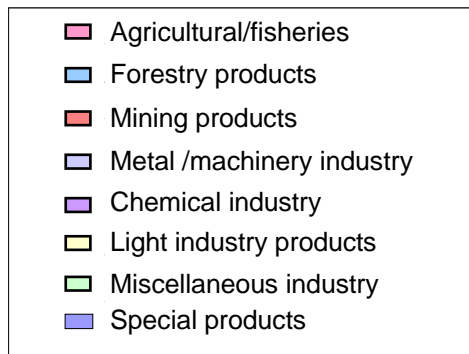 Agricultural/fisheries
Forestry products
Mining products
Metal /machinery industry
Chemical industry
Light industry products
Miscellaneous industry
Special products